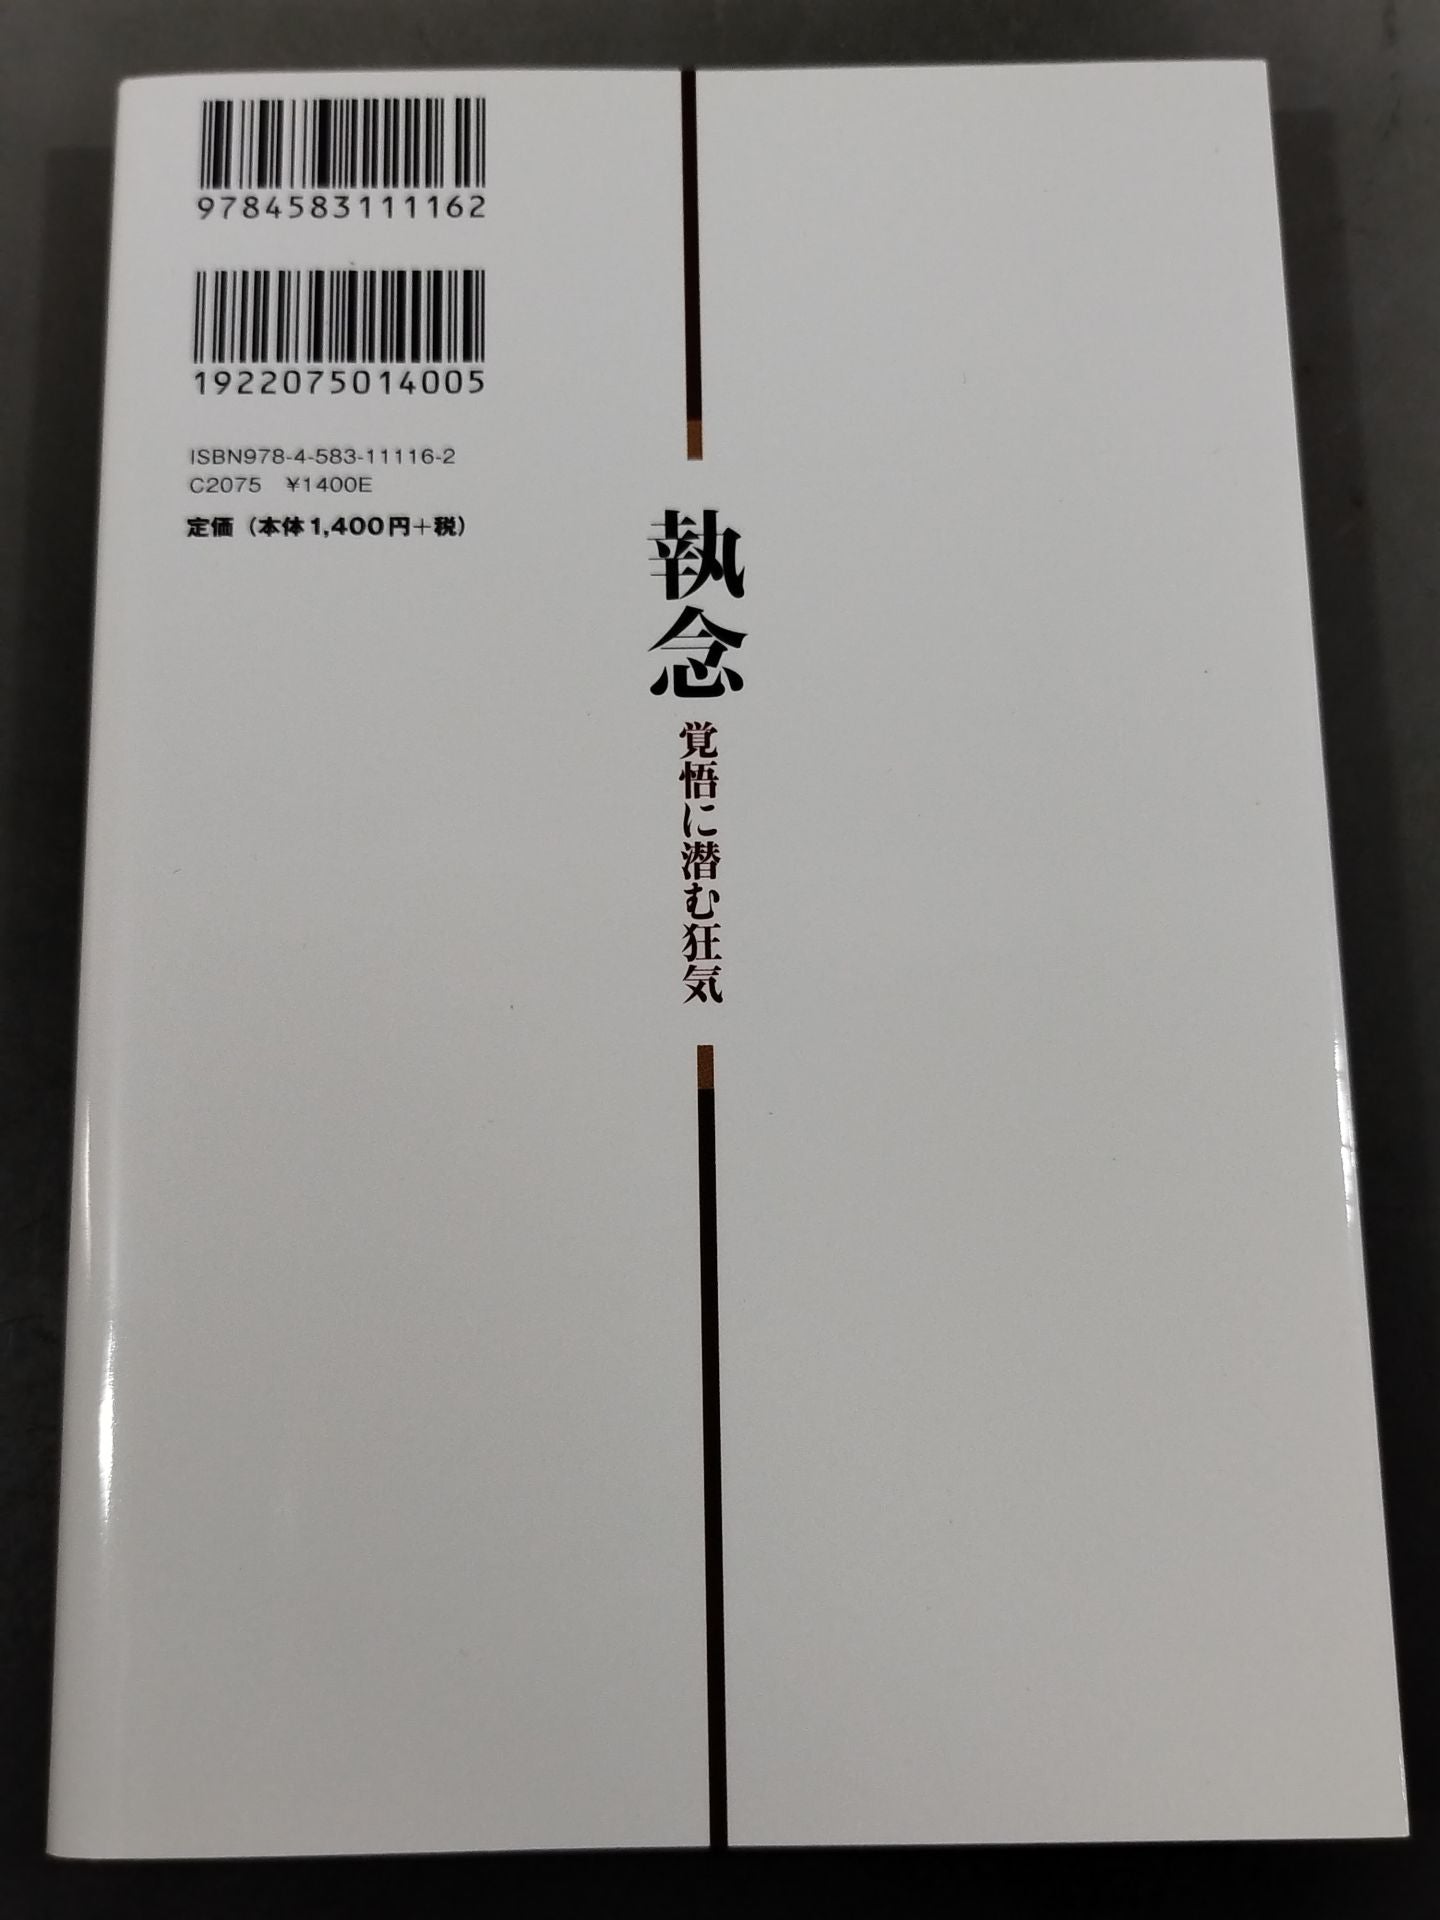 9784583111162
1922075014005
ISBN978-4-583-11116-2
C2075 ¥1400E
定価（本体1,400円+税）
執念
覚悟に潜む狂気